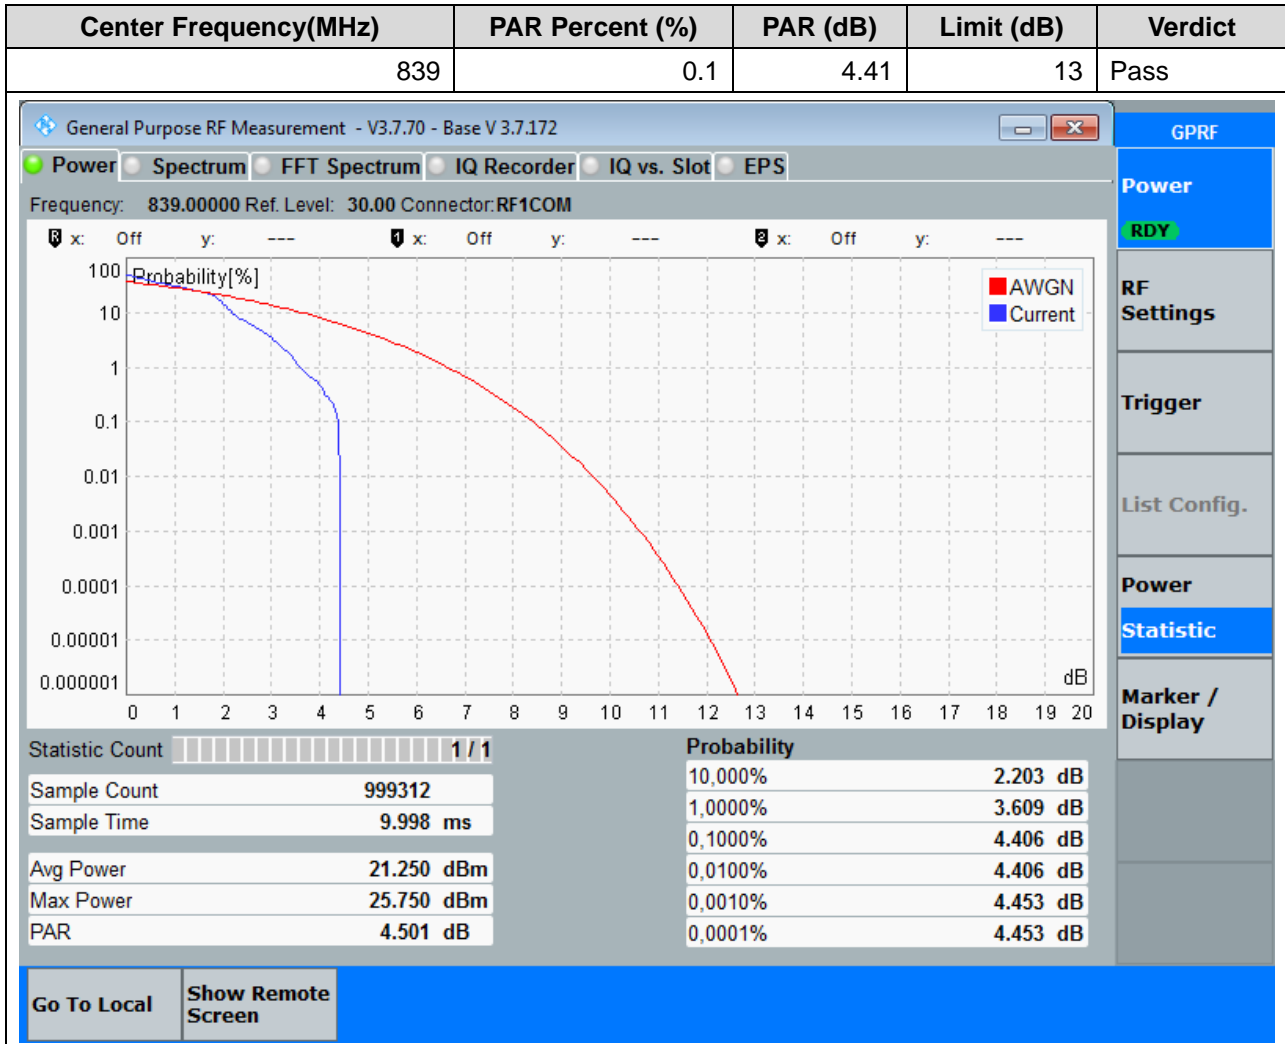 Center Frequency(MHz) PAR Percent (%) PAR (dB) Limit (dB) Verdict
839 0.1 4.41 13 Pass
General Purpose RF Measurement - V3.7.70 - Base V 3.7.172
GPRF
Power Spectrum FFT Spectrum IQ Recorder IQ vs. Slot EPS
Frequency: 839.00000 Ref. Level: 30.00 Connector:RF1COM
R x: Off y: --- 1 x: Off y: --- 2 x: Off y: ---
Probability[%]
AWGN
Current
100
10
1
0.1
0.01
0.001
0.0001
0.00001
0.000001
dB
0 1 2 3 4 5 6 7 8 9 10 11 12 13 14 15 16 17 18 19 20
Statistic Count 1 / 1
Sample Count 999312
Sample Time 9.998 ms
Avg Power 21.250 dBm
Max Power 25.750 dBm
PAR 4.501 dB
Probability
10,000% 2.203 dB
1,0000% 3.609 dB
0,1000% 4.406 dB
0,0100% 4.406 dB
0,0010% 4.453 dB
0,0001% 4.453 dB
Power
RDY
RF
Settings
Trigger
List Config.
Power
Statistic
Marker /
Display
Go To Local
Show Remote
Screen